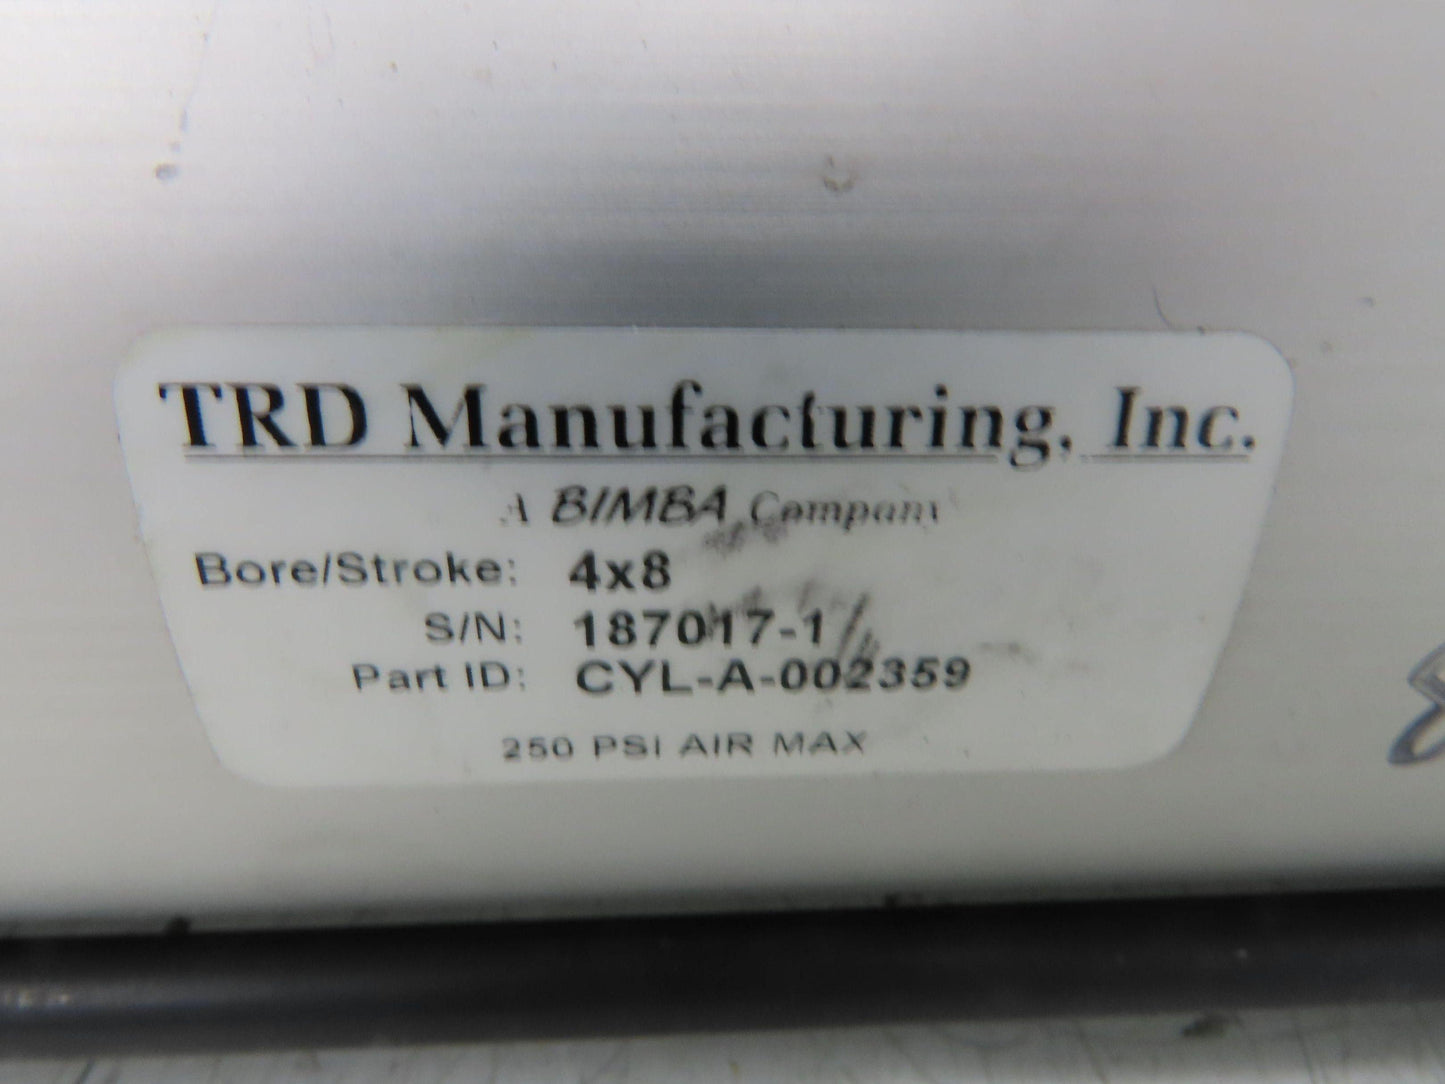 TRD Manufacturing, Inc.
A BIMBA Company
Bore/Stroke: 4x8
S/N: 187017-1
Part ID: CYL-A-002359
250 PSI AIR MAX